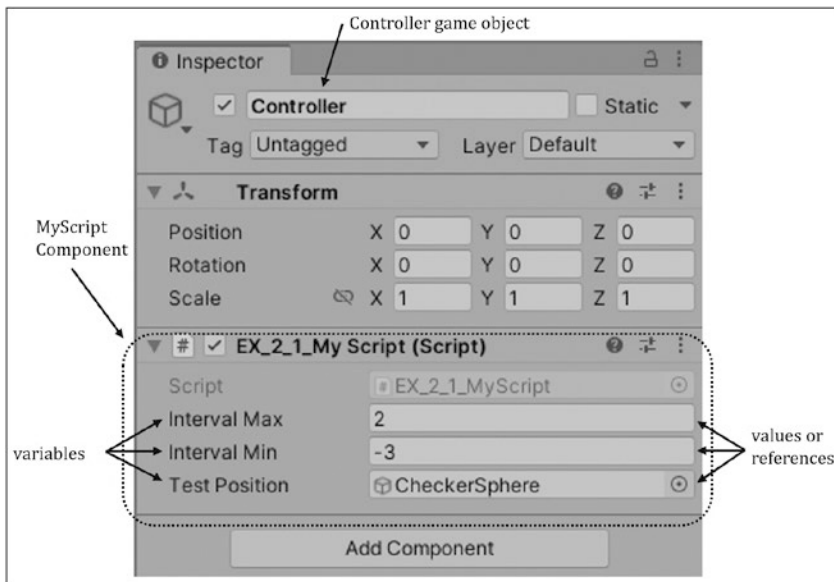 Controller game object
Inspector
Controller Static
Tag Untagged Layer Default
Transform
Position X 0 Y 0 Z 0
Rotation X 0 Y 0 Z 0
Scale X 1 Y 1 Z 1
MyScript
Component
# EX_2_1_My Script (Script)
Script # EX_2_1_MyScript
Interval Max 2
Interval Min -3
Test Position CheckerSphere
variables
values or
references
Add Component